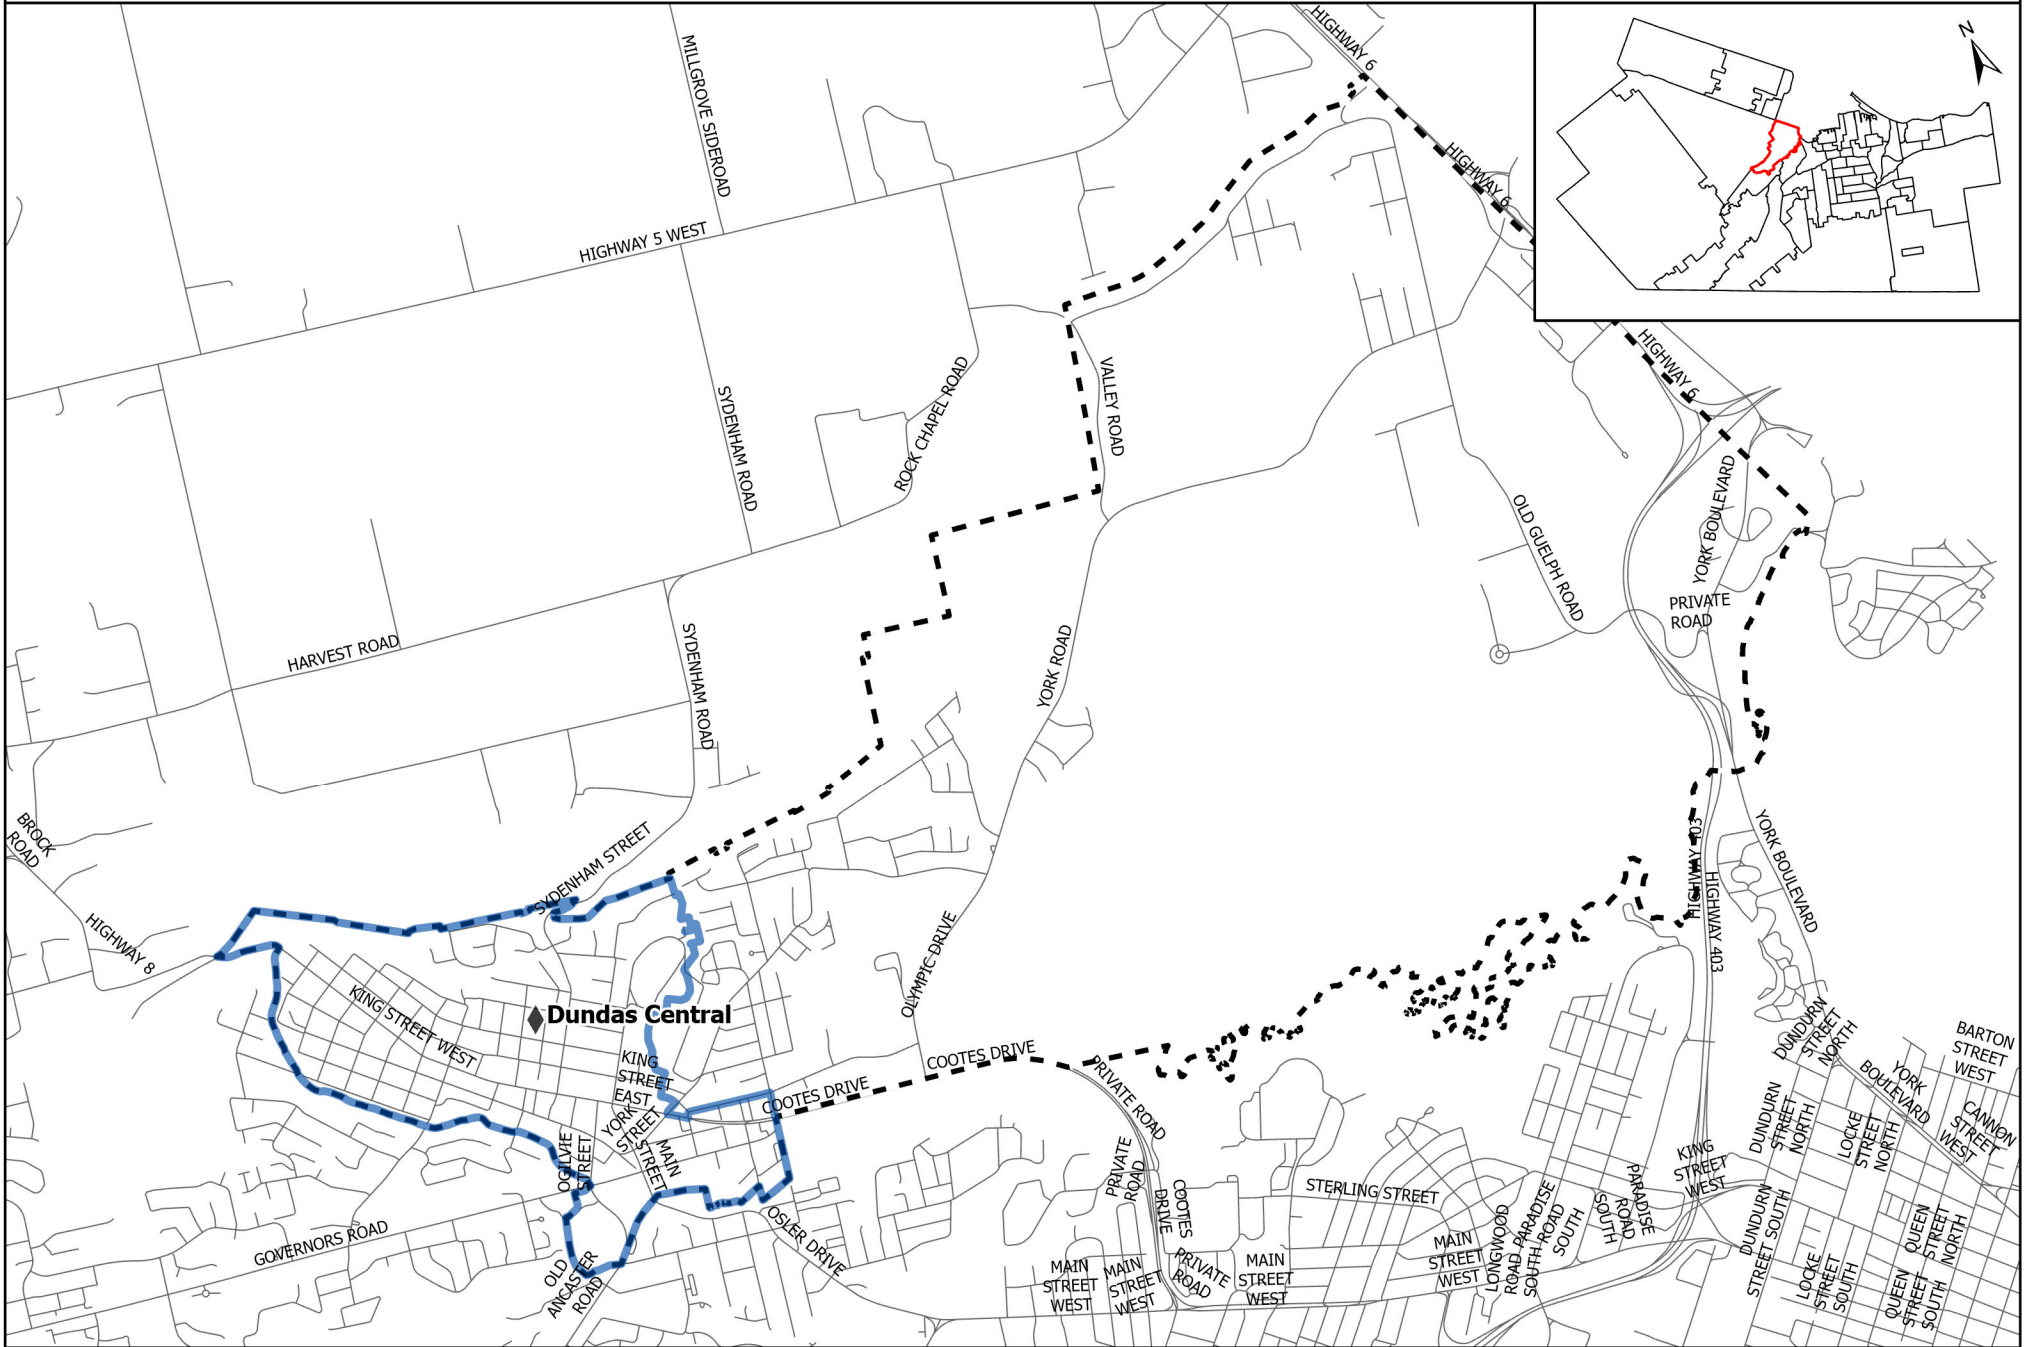 HIGHWAY 6
N
MILLGROVE SIDEROAD
HIGHWAY 6
HIGHWAY 5 WEST
HIGHWAY 6
VALLEY ROAD
ROCK CHAPEL ROAD
SYDENHAM ROAD
YORK BOULEVARD
OLD GUELPH ROAD
PRIVATE
ROAD
HARVEST ROAD
SYDENHAM ROAD
YORK ROAD
BROCK
ROAD
SYDENHAM STREET
HIGHWAY 403
HIGHWAY 403
YORK BOULEVARD
HIGHWAY 8
OLYMPIC DRIVE
KING STREET WEST
Dundas Central
DUNDURN
STREET
NORTH
BARTON
STREET
WEST
KING
STREET
EAST
COOTES DRIVE
COOTES DRIVE
PRIVATE ROAD
YORK
BOULEVARD
CANNON
STREET
WEST
YORK
STREET
MAIN
STREET
OGILVIE
STREET
DUNDURN
STREET
NORTH
LOCKE
STREET
NORTH
KING
STREET
WEST
PRIVATE
ROAD
COOTES
DRIVE
STERLING STREET
PARADISE
ROAD
SOUTH
PARADISE
ROAD
SOUTH
LONGWOOD
ROAD
SOUTH
DUNDURN
STREET SOUTH
QUEEN
STREET
NORTH
OSLER DRIVE
GOVERNORS ROAD
OLD
ANCASTER
ROAD
MAIN
STREET
WEST
MAIN
STREET
WEST
PRIVATE
ROAD
MAIN
STREET
WEST
MAIN
STREET
WEST
LOCKE
STREET
SOUTH
QUEEN
STREET
SOUTH